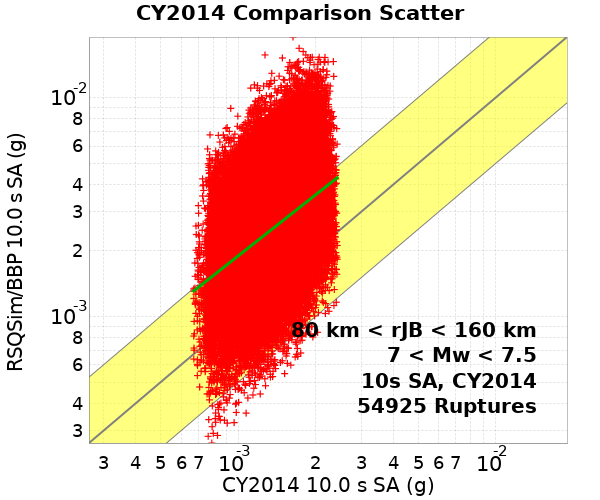 CY2014 Comparison Scatter
RSQSim/BBP 10.0 s SA (g)
10-2
8
6
4
3
2
10-3
8
6
4
3
80 km < rJB < 160 km
7 < Mw < 7.5
10s SA, CY2014
54925 Ruptures
3 4 5 6 7 10-3 2 3 4 5 6 7 10-2
CY2014 10.0 s SA (g)